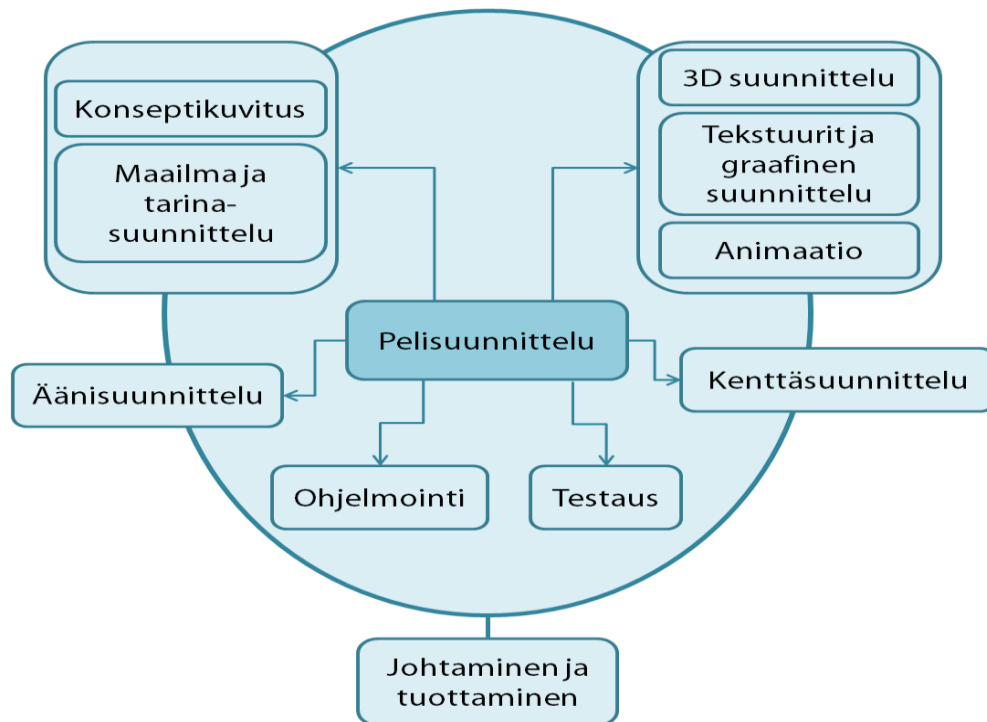 Konseptikuvitus
Maailma ja
tarina-
suunnittelu
3D suunnittelu
Tekstuurit ja
graafinen
suunnittelu
Animaatio
Pelisuunnittelu
Äänisuunnittelu
Kenttäsuunnittelu
Ohjelmointi
Testaus
Johtaminen ja
tuottaminen